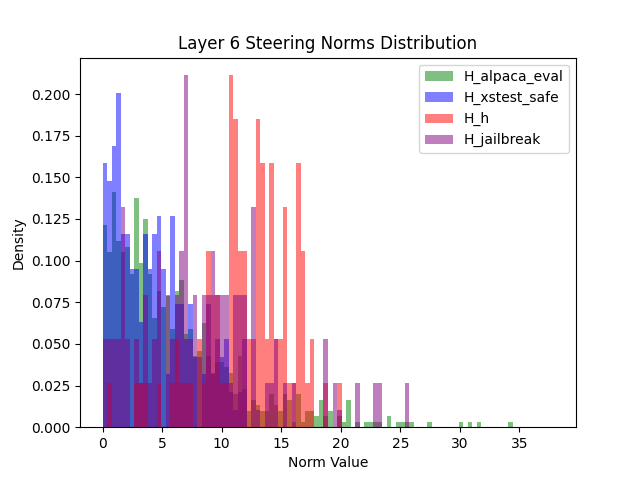 Layer 6 Steering Norms Distribution
H_alpaca_eval
H_xstest_safe
H_h
H_jailbreak
Density
0.200
0.175
0.150
0.125
0.100
0.075
0.050
0.025
0.000
0 5 10 15 20 25 30 35
Norm Value